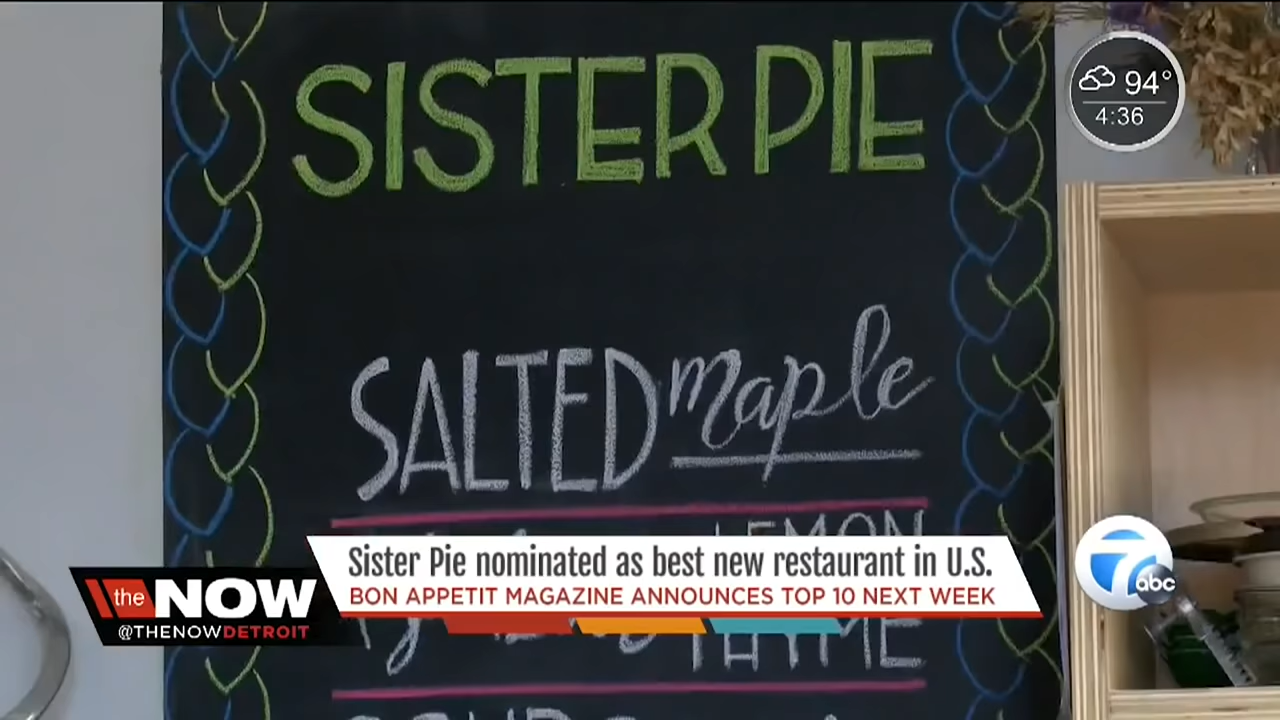 SISTER PIE
94°
4:36
SALTED maple
LEMON
THYME
Sister Pie nominated as best new restaurant in U.S.
BON APPETIT MAGAZINE ANNOUNCES TOP 10 NEXT WEEK
the NOW
@THENOWDETROIT
7 abc